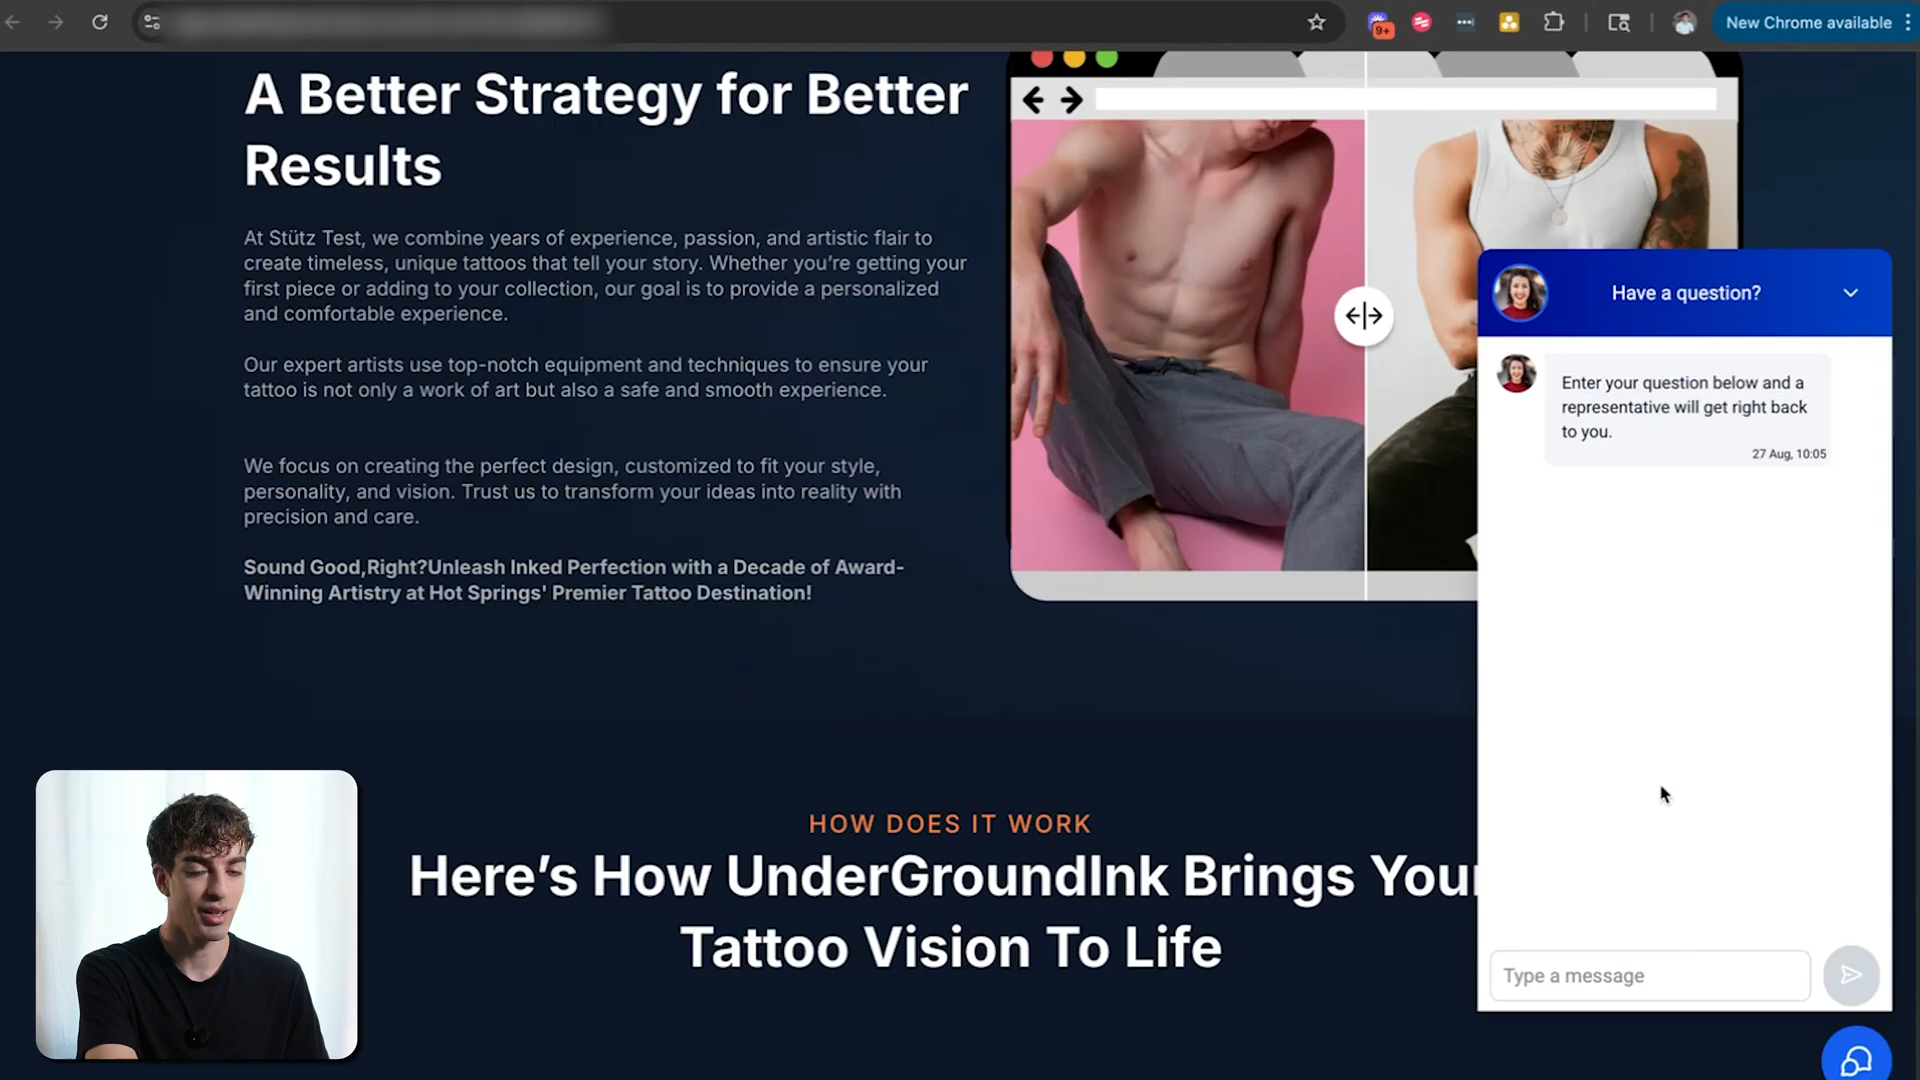 New Chrome available
9+
A Better Strategy for Better
Results
At Stütz Test, we combine years of experience, passion, and artistic flair to
create timeless, unique tattoos that tell your story. Whether you’re getting your
first piece or adding to your collection, our goal is to provide a personalized
and comfortable experience.
Our expert artists use top-notch equipment and techniques to ensure your
tattoo is not only a work of art but also a safe and smooth experience.
We focus on creating the perfect design, customized to fit your style,
personality, and vision. Trust us to transform your ideas into reality with
precision and care.
Sound Good,Right?Unleash Inked Perfection with a Decade of Award-
Winning Artistry at Hot Springs' Premier Tattoo Destination!
Have a question?
Enter your question below and a
representative will get right back
to you.
27 Aug, 10:05
Type a message
HOW DOES IT WORK
Here’s How UnderGroundInk Brings Your
Tattoo Vision To Life